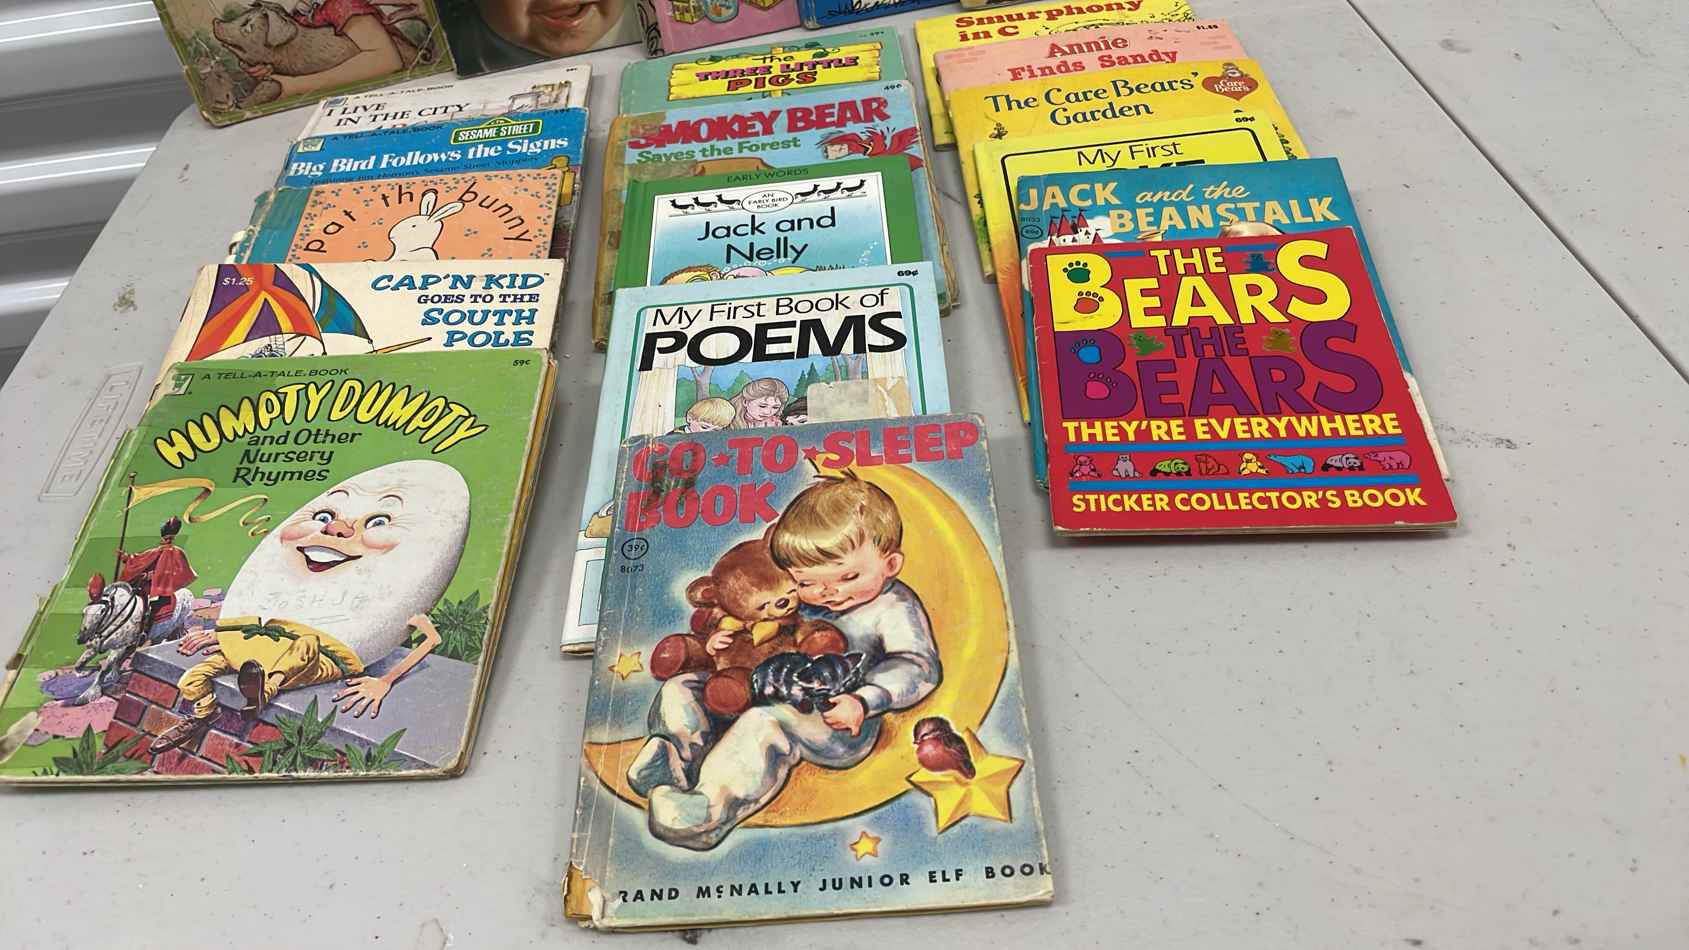 A TELL-A-TALE BOOK
I LIVE
IN THE CITY
A TELL-A-TALE BOOK
SESAME STREET
Big Bird Follows the Signs
pat the bunny
$1.25
CAP'N KID
GOES TO THE
SOUTH
POLE
A TELL-A-TALE BOOK
59¢
HUMPTY DUMPTY
and Other
Nursery
Rhymes
JOSHUA
The
THREE LITTLE
PIGS
49¢
SMOKEY BEAR
Saves the Forest
EARLY WORDS
AN
EARLY BIRD
BOOK
Jack and
Nelly
69¢
My First Book of
POEMS
GO·TO·SLEEP
BOOK
39¢
8073
RAND McNALLY JUNIOR ELF BOOK
Smurphony
in C
Annie
Finds Sandy
The Care Bears'
Garden
Care
Bears
69¢
My First
JACK and the
BEANSTALK
THE
BEARS
THE
BEARS
THEY'RE EVERYWHERE
STICKER COLLECTOR'S BOOK
LIFETIME